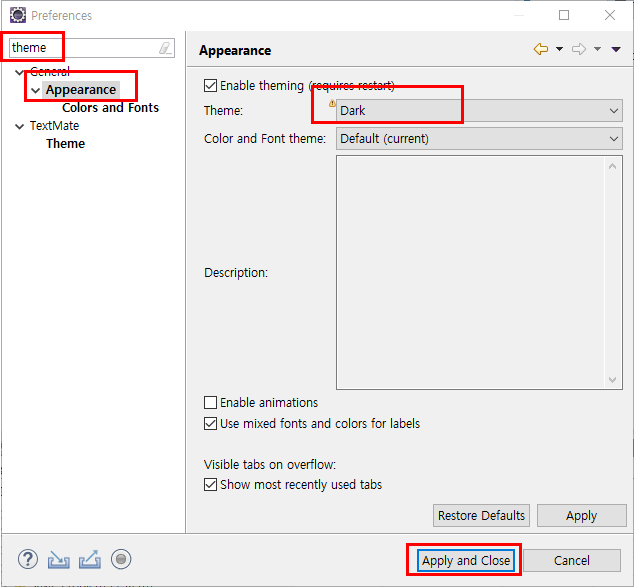 Preferences
theme
Appearance
General
Appearance
Colors and Fonts
TextMate
Theme
Enable theming (requires restart)
Theme: Dark
Color and Font theme: Default (current)
Description:
Enable animations
Use mixed fonts and colors for labels
Visible tabs on overflow:
Show most recently used tabs
Restore Defaults Apply
Apply and Close Cancel